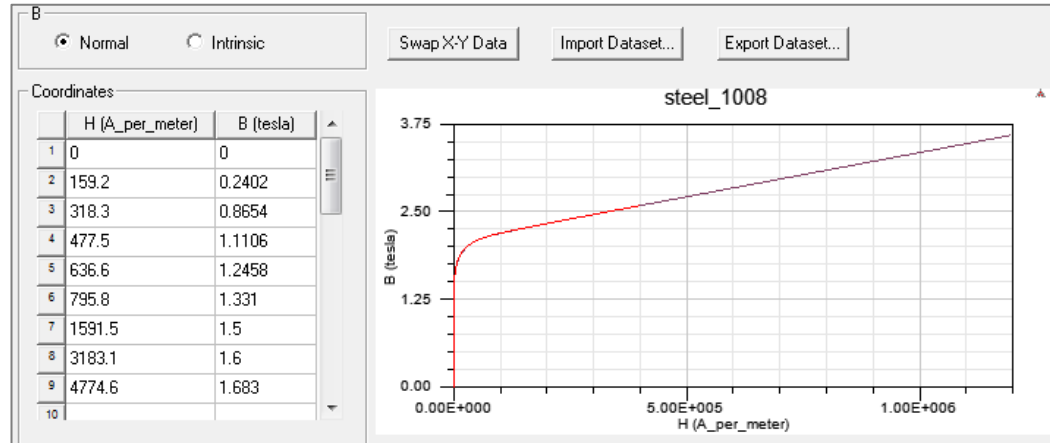 B
Normal Intrinsic
Swap X-Y Data Import Dataset... Export Dataset...
Coordinates
H (A_per_meter) B (tesla)
1 0 0
2 159.2 0.2402
3 318.3 0.8654
4 477.5 1.1106
5 636.6 1.2458
6 795.8 1.331
7 1591.5 1.5
8 3183.1 1.6
9 4774.6 1.683
10
steel_1008
3.75
2.50
1.25
0.00
B (tesla)
0.00E+000 5.00E+005 1.00E+006
H (A_per_meter)